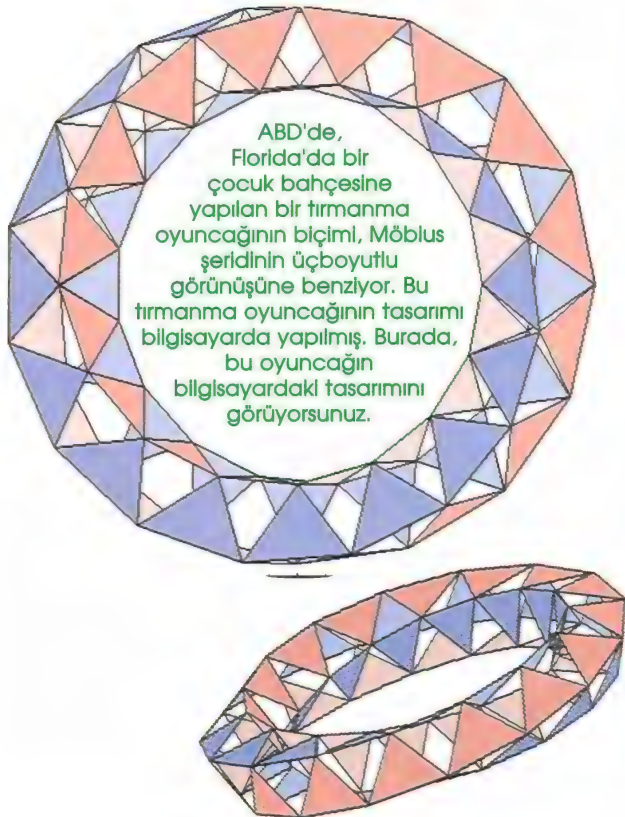 ABD'de,
Florida'da bir
çocuk bahçesine
yapılan bir tırmanma
oyuncağının biçimi, Möbius
şeridinin üçboyutlu
görünüşüne benziyor. Bu
tırmanma oyuncağının tasarımı
bilgisayarda yapılmış. Burada,
bu oyuncağın
bilgisayardaki tasarımını
görüyorsunuz.